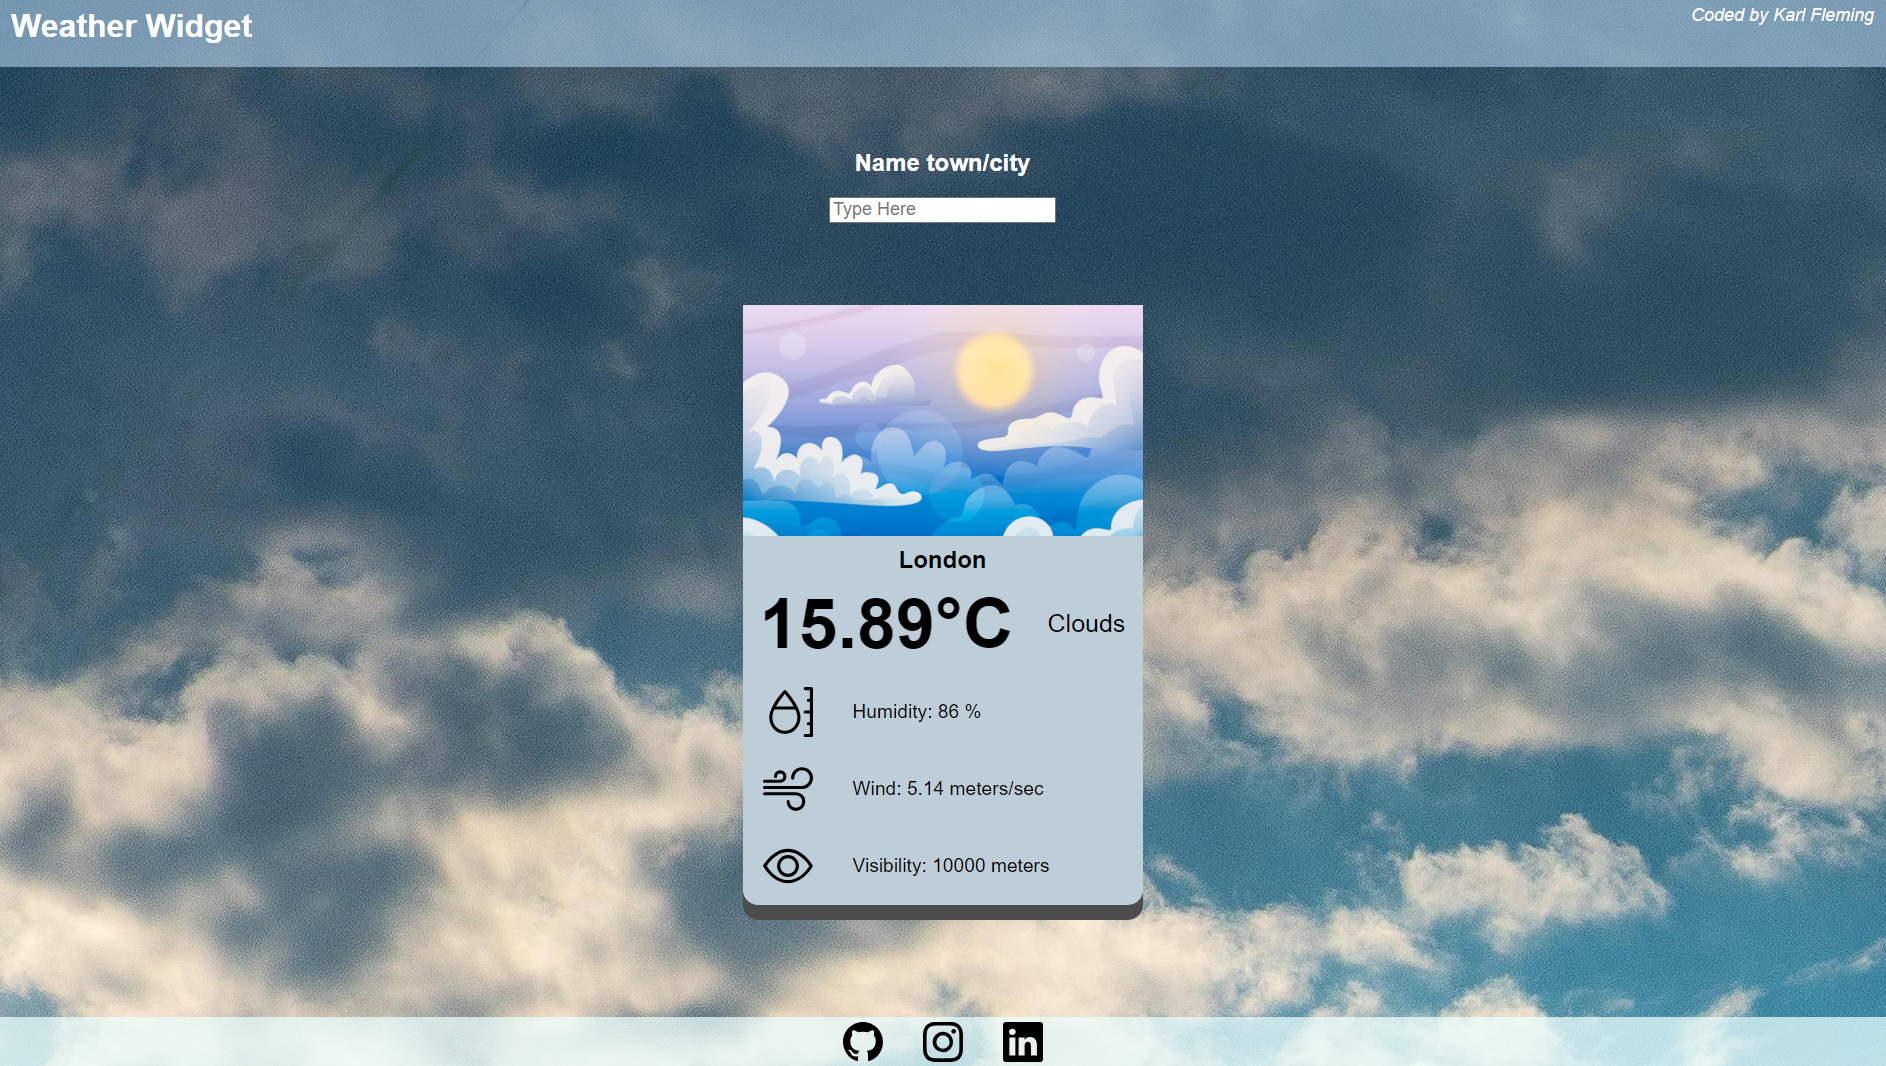 Weather Widget
Coded by Karl Fleming
Name town/city
Type Here
London
15.89°C
Clouds
Humidity: 86 %
Wind: 5.14 meters/sec
Visibility: 10000 meters
in